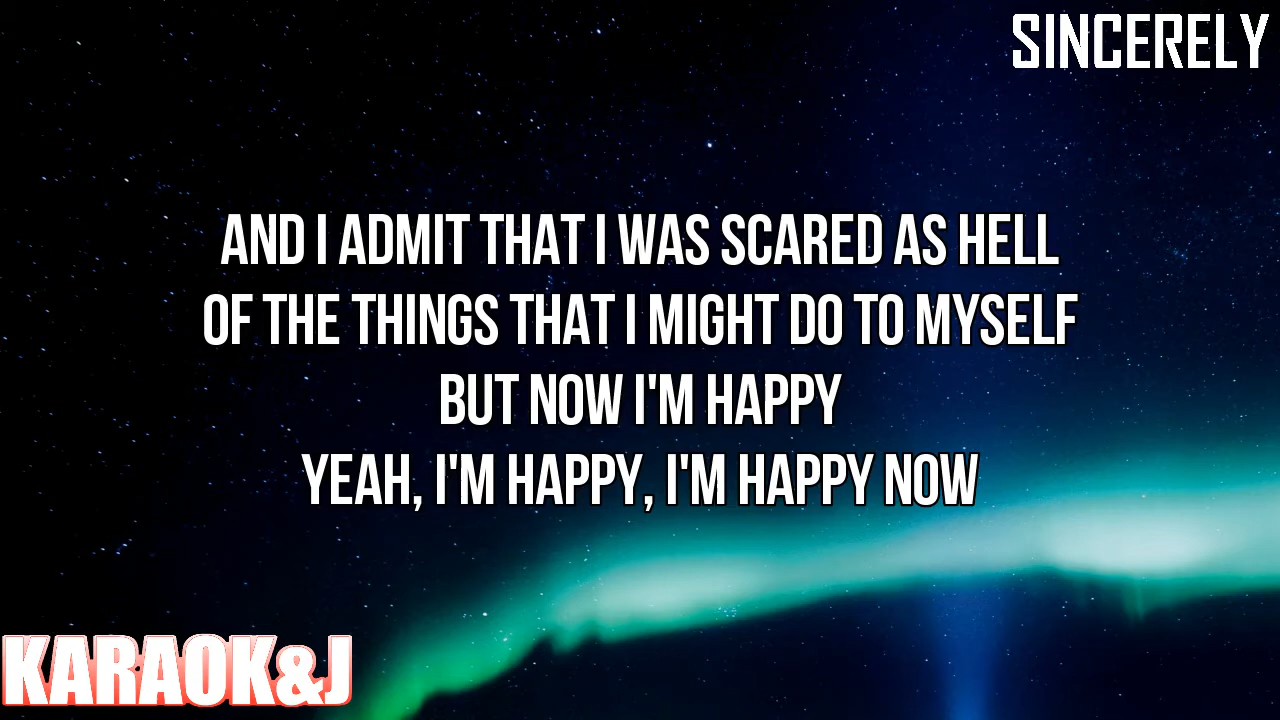 SINCERELY
AND I ADMIT THAT I WAS SCARED AS HELL
OF THE THINGS THAT I MIGHT DO TO MYSELF
BUT NOW I'M HAPPY
YEAH, I'M HAPPY, I'M HAPPY NOW
KARAOK&J